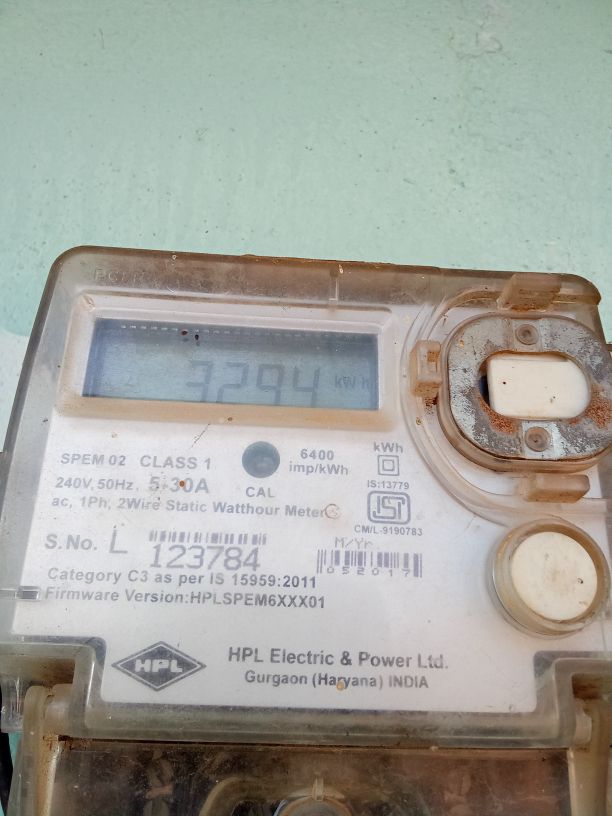 3294 kWh
SPEM 02 CLASS 1
6400
imp/kWh
kWh
240V, 50Hz, 5-30A
CAL
IS:13779
ac, 1Ph, 2Wire Static Watthour Meter
ISI
CM/L-9190783
S.No. L 123784
M/Yr.
052017
Category C3 as per IS 15959:2011
Firmware Version:HPLSPEM6XXX01
HPL
HPL Electric & Power Ltd.
Gurgaon (Haryana) INDIA